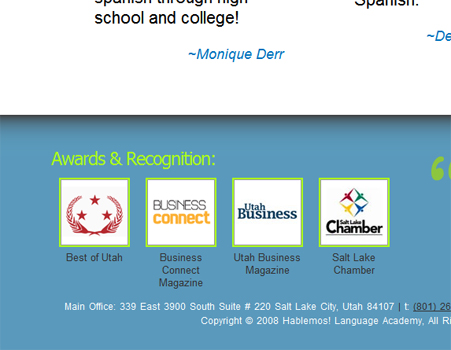 spanish through high
school and college!
Spanish.
~Monique Derr
~De
Awards & Recognition:
BUSINESS
connect
Utah
Business
Salt Lake
Chamber
Best of Utah
Business
Connect
Magazine
Utah Business
Magazine
Salt Lake
Chamber
Main Office: 339 East 3900 South Suite # 220 Salt Lake City, Utah 84107 | t: (801) 26
Copyright © 2008 Hablemos! Language Academy, All Ri